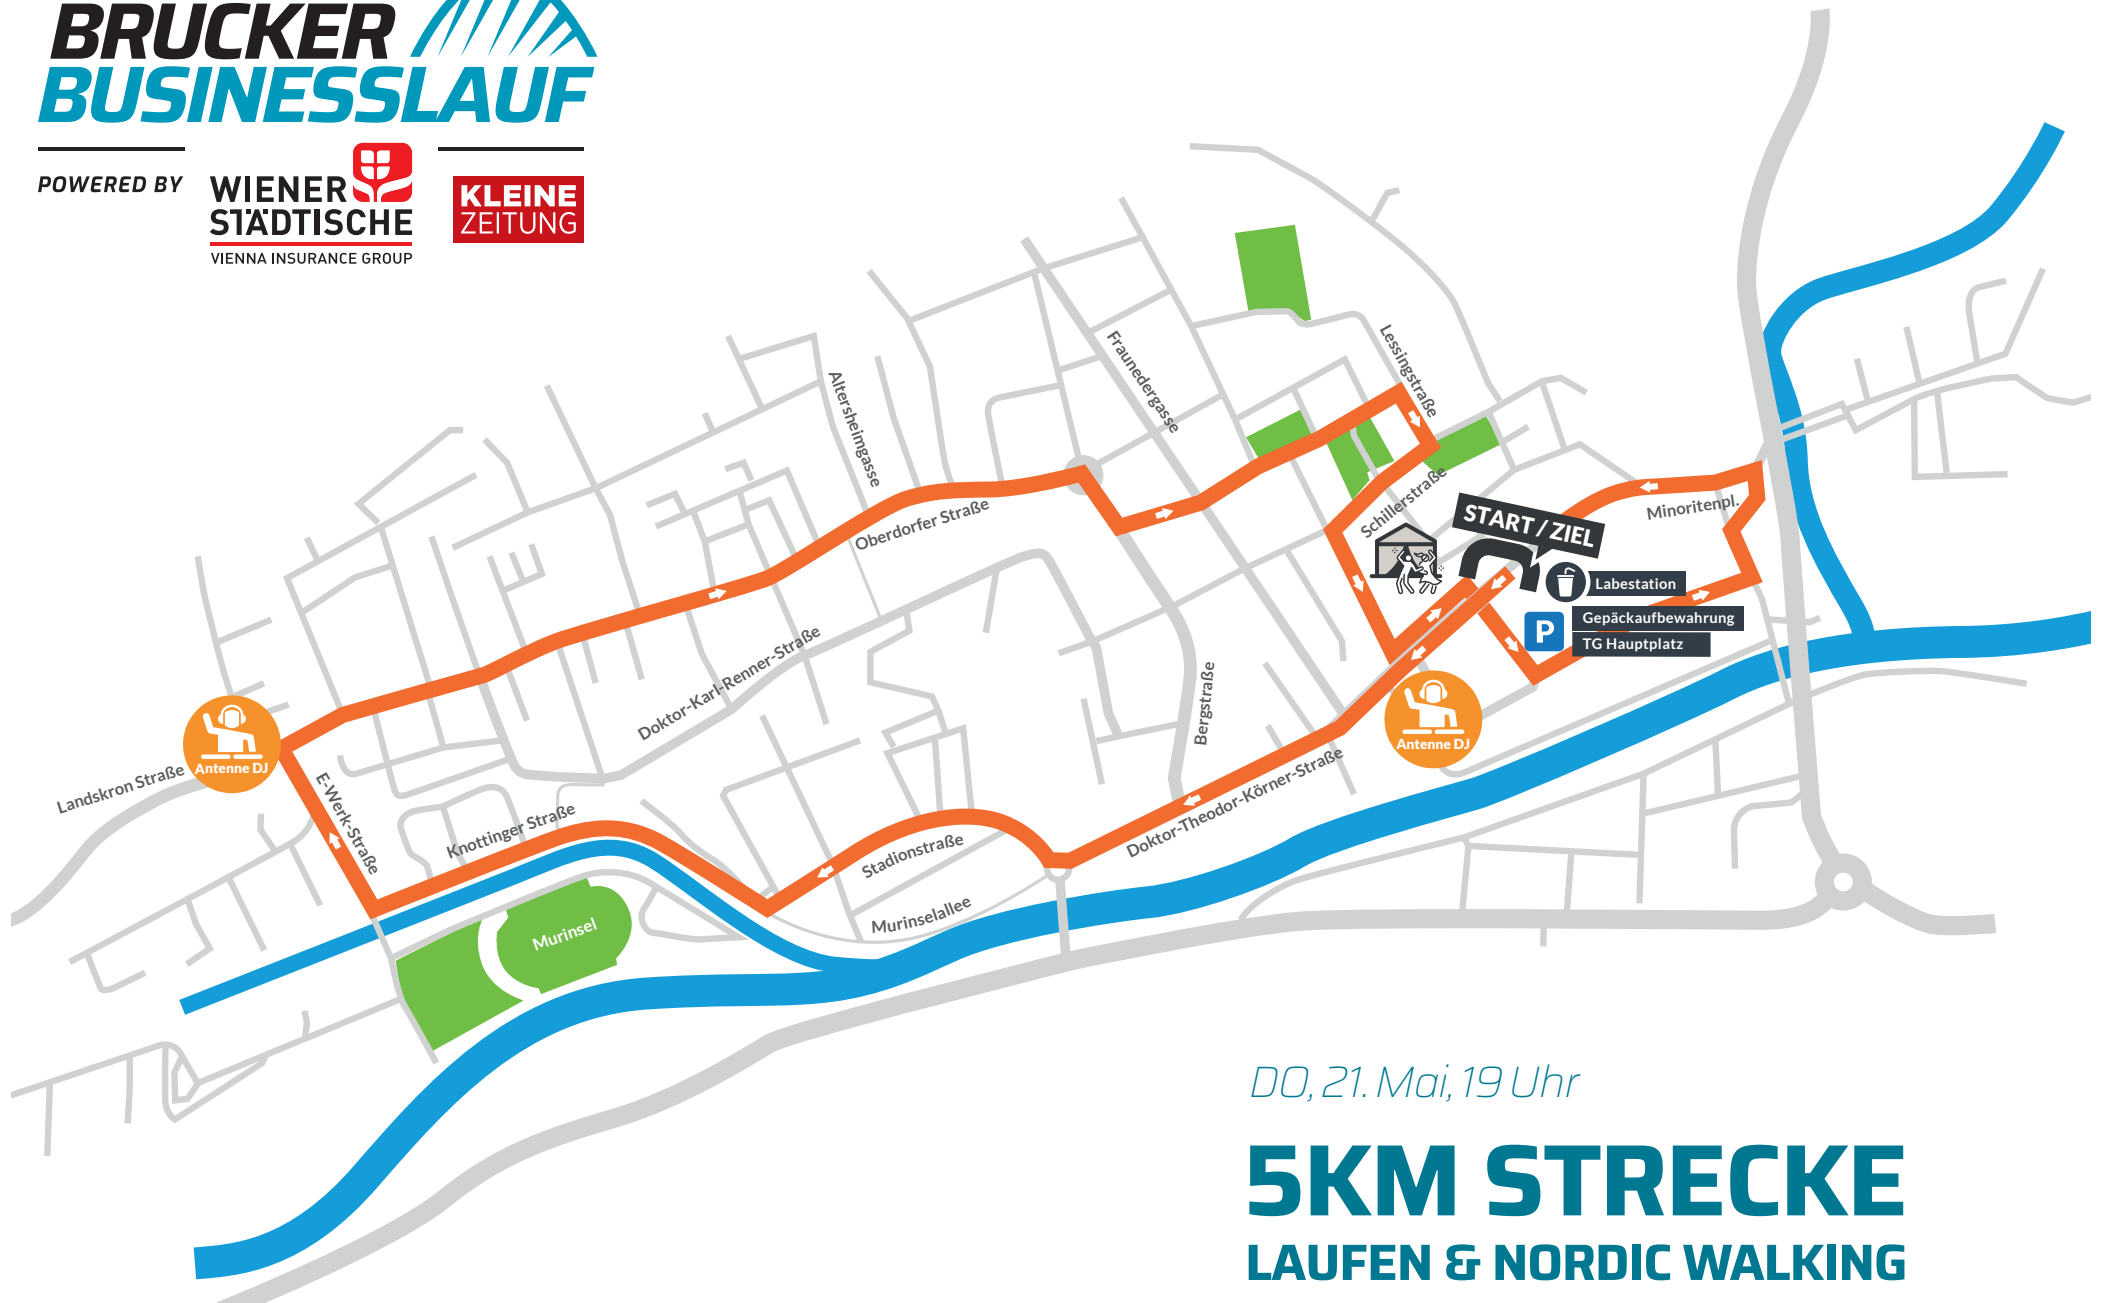 BRUCKER
BUSINESSLAUF
POWERED BY
WIENER
STÄDTISCHE
VIENNA INSURANCE GROUP
KLEINE
ZEITUNG
Lessingstraße
Fraunedergasse
Altersheimgasse
Oberdorfer Straße
Schillerstraße
START / ZIEL
Minoritenpl.
Labestation
Gepäckaufbewahrung
P
TG Hauptplatz
Doktor-Karl-Renner-Straße
Bergstraße
Antenne DJ
Antenne DJ
Landskron Straße
E-Werk-Straße
Knottinger Straße
Stadionstraße
Doktor-Theodor-Körner-Straße
Murinselallee
Murinsel
DO, 21. Mai, 19 Uhr
5KM STRECKE
LAUFEN & NORDIC WALKING